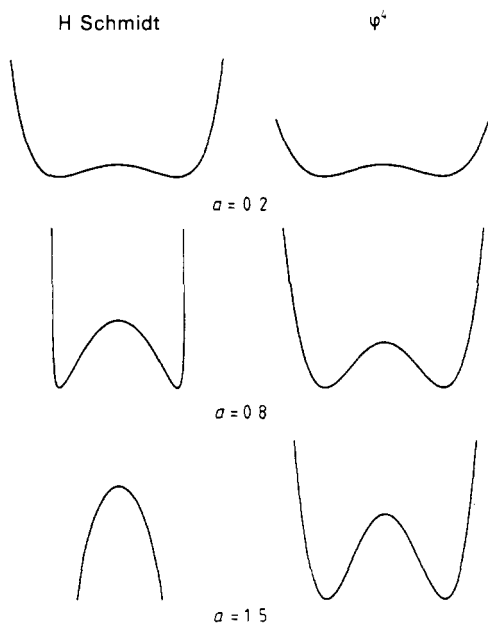 H Schmidt φ⁴
a = 0 2
a = 0 8
a = 1 5